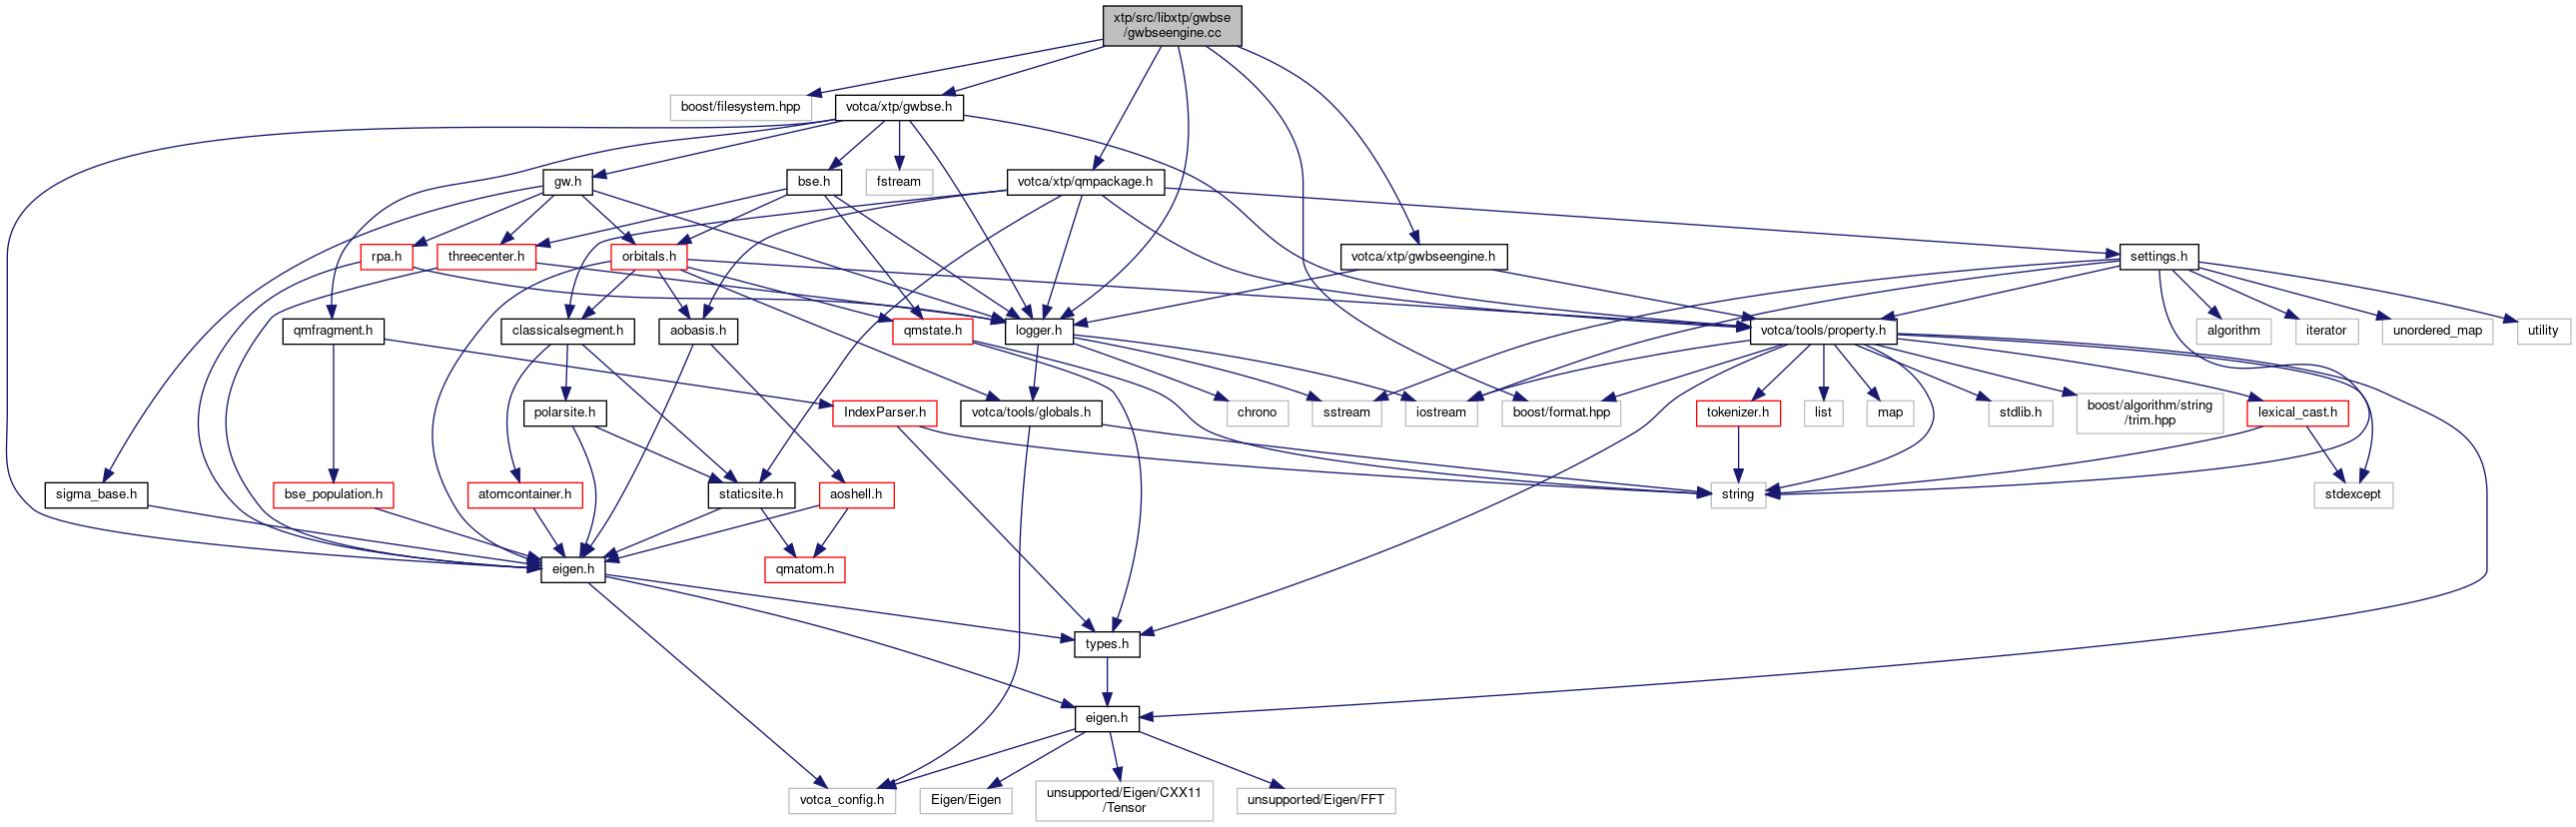 xtp/src/libxtp/gwbse
/gwbseengine.cc
boost/filesystem.hpp
votca/xtp/gwbse.h
gw.h
bse.h
fstream
votca/xtp/qmpackage.h
rpa.h
threecenter.h
orbitals.h
votca/xtp/gwbseengine.h
settings.h
qmfragment.h
classicalsegment.h
aobasis.h
qmstate.h
logger.h
votca/tools/property.h
algorithm
iterator
unordered_map
utility
polarsite.h
IndexParser.h
votca/tools/globals.h
chrono
sstream
iostream
boost/format.hpp
tokenizer.h
list
map
stdlib.h
boost/algorithm/string
/trim.hpp
lexical_cast.h
sigma_base.h
bse_population.h
atomcontainer.h
staticsite.h
aoshell.h
string
stdexcept
eigen.h
qmatom.h
types.h
eigen.h
votca_config.h
Eigen/Eigen
unsupported/Eigen/CXX11
/Tensor
unsupported/Eigen/FFT